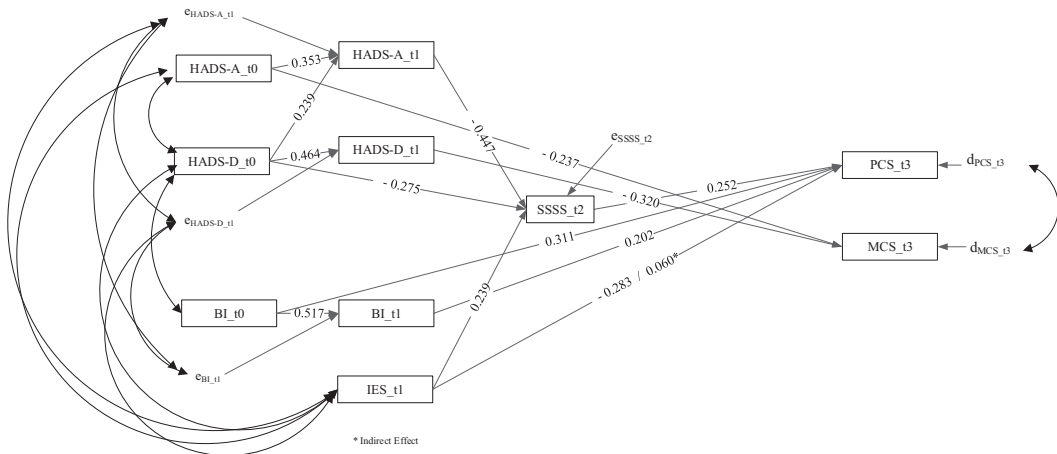 eHADS-A_t1
HADS-A_t0
0.353
HADS-A_t1
0.239
- 0.447
HADS-D_t0
0.464
HADS-D_t1
- 0.275
- 0.237
eSSSS_t2
PCS_t3
dPCS_t3
0.252
- 0.320
eHADS-D_t1
SSSS_t2
0.311
0.202
MCS_t3
dMCS_t3
- 0.283 / 0.060*
0.239
BI_t0
0.517
BI_t1
eBI_t1
IES_t1
* Indirect Effect